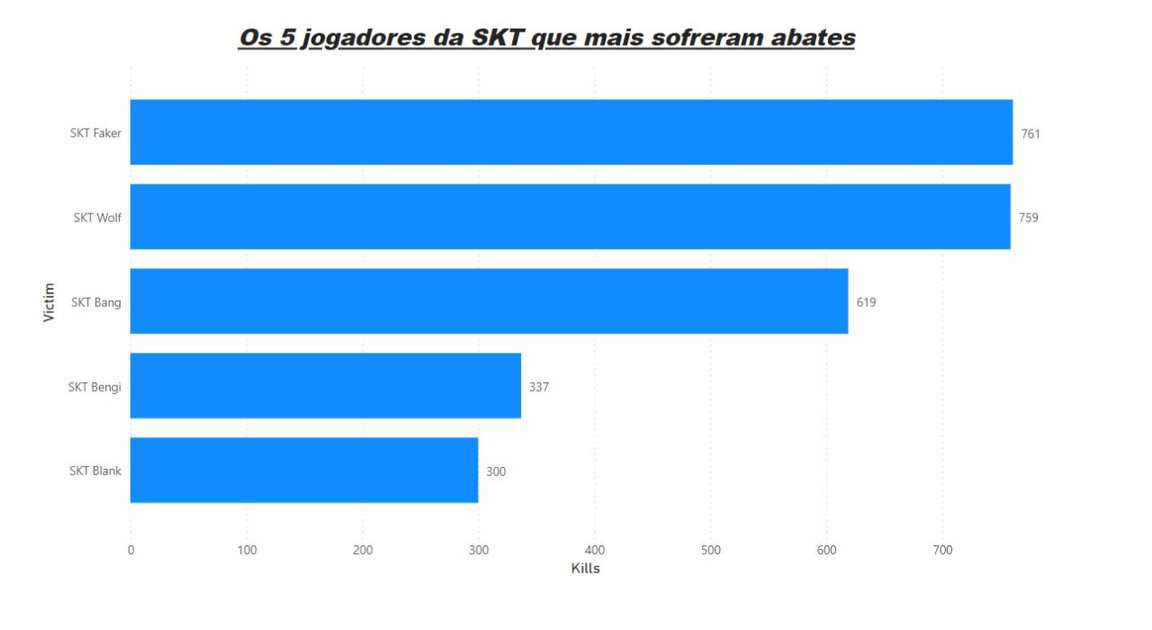 Os 5 jogadores da SKT que mais sofreram abates
SKT Faker 761
SKT Wolf 759
SKT Bang 619
SKT Bengi 337
SKT Blank 300
Victim
0 100 200 300 400 500 600 700
Kills